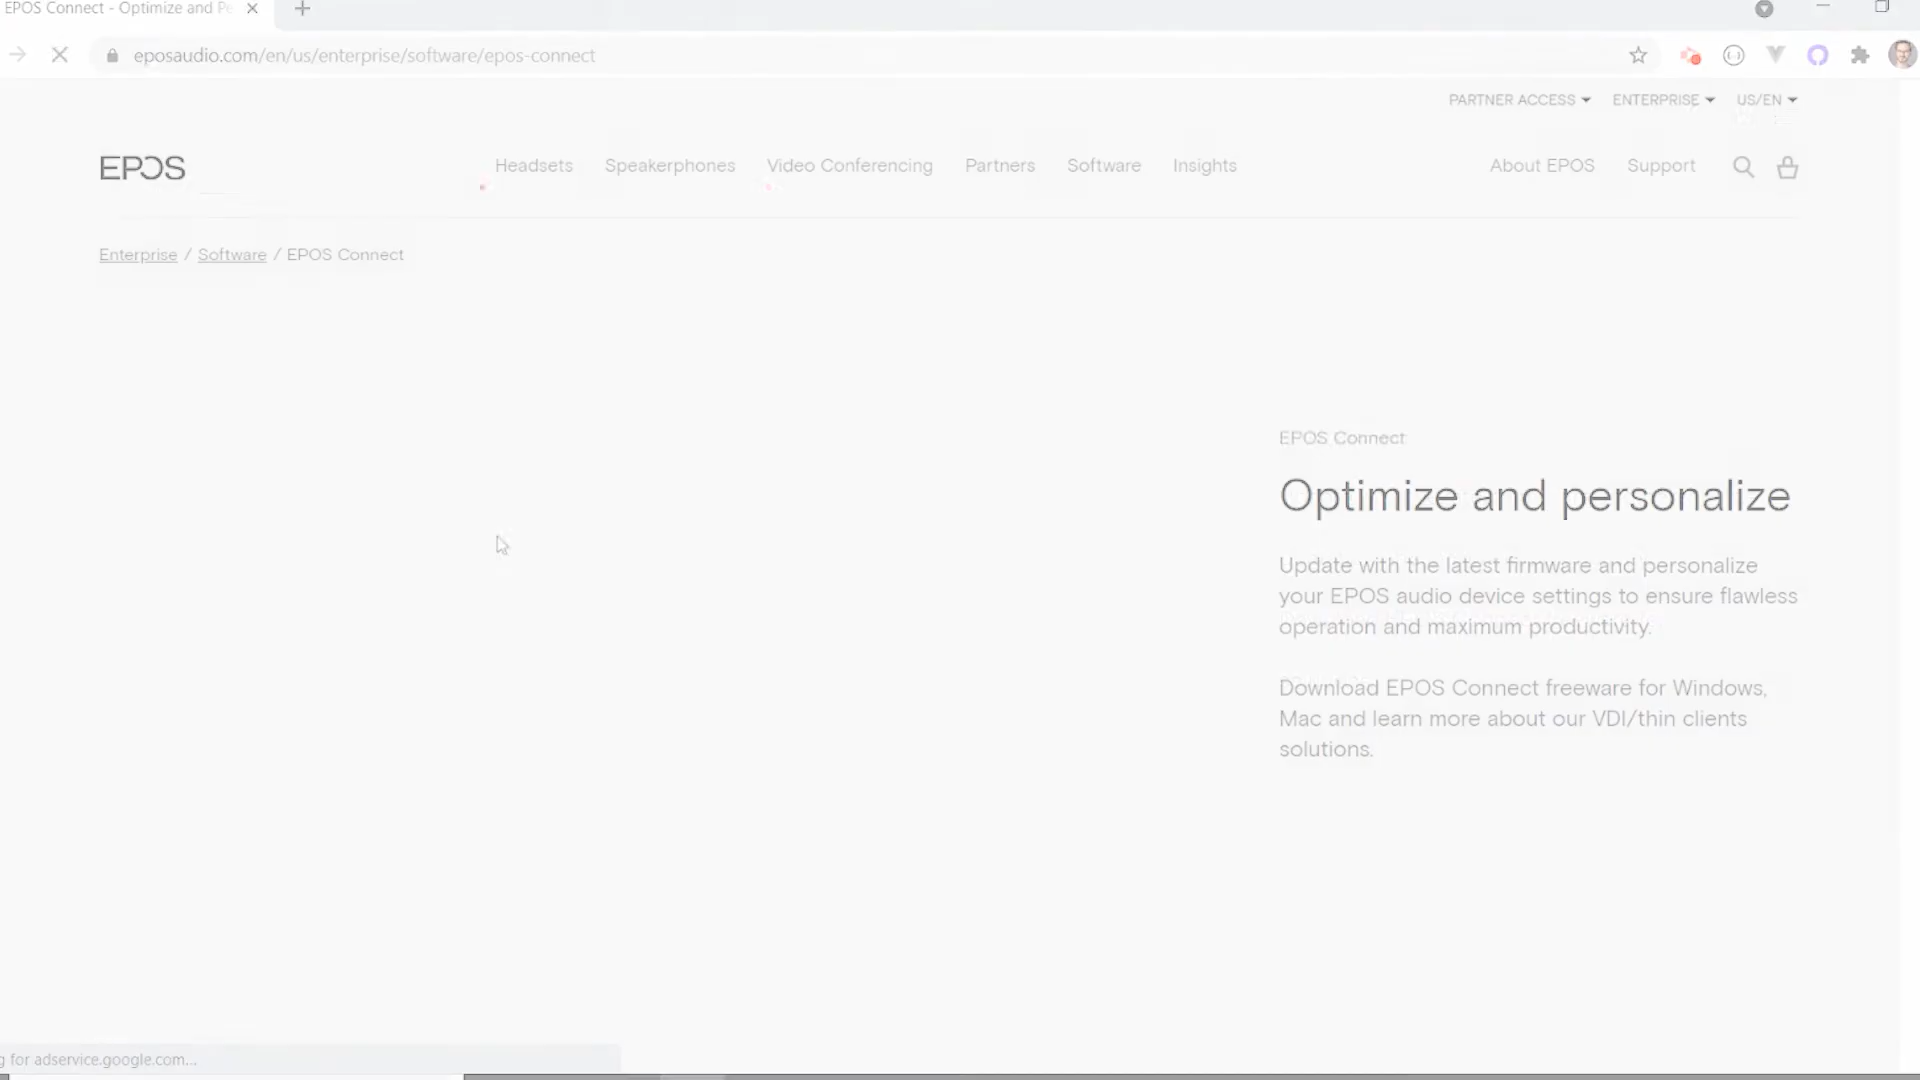 EPOS Connect - Optimize and Pe
eposaudio.com/en/us/enterprise/software/epos-connect
PARTNER ACCESS ENTERPRISE US/EN
EPOS Headsets Speakerphones Video Conferencing Partners Software Insights About EPOS Support
Enterprise / Software / EPOS Connect
EPOS Connect
Optimize and personalize
Update with the latest firmware and personalize
your EPOS audio device settings to ensure flawless
operation and maximum productivity.
Download EPOS Connect freeware for Windows,
Mac and learn more about our VDI/thin clients
solutions.
g for adservice.google.com...